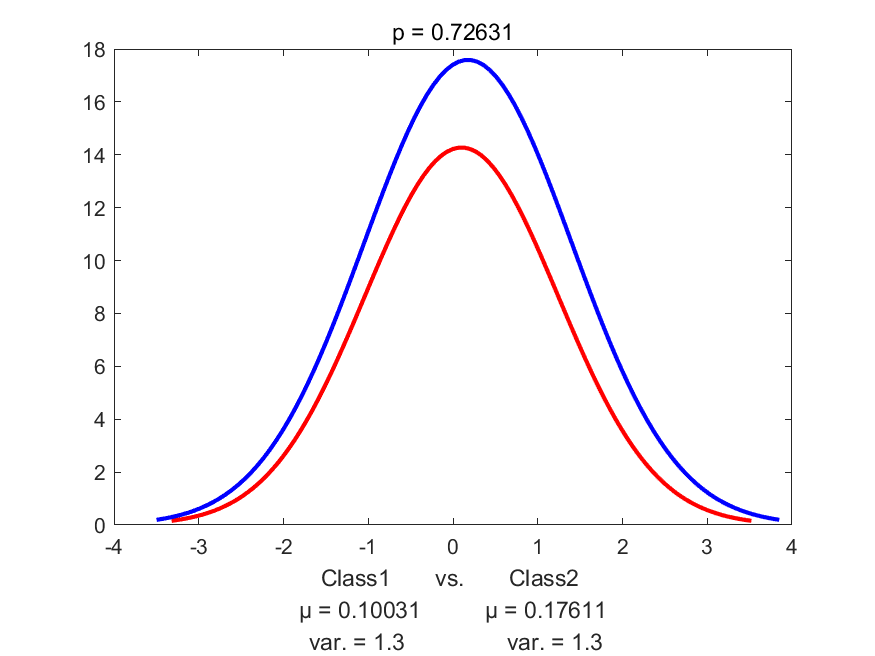 p = 0.72631
18
16
14
12
10
8
6
4
2
0
-4 -3 -2 -1 0 1 2 3 4
Class1 vs. Class2
μ = 0.10031 μ = 0.17611
var. = 1.3 var. = 1.3